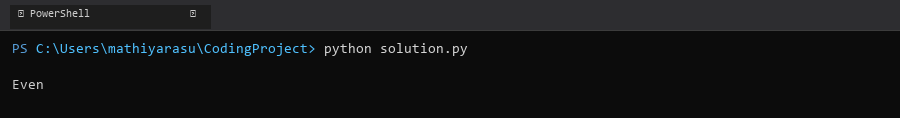 PowerShell
PS C:\Users\mathiyarasu\CodingProject> python solution.py
Even